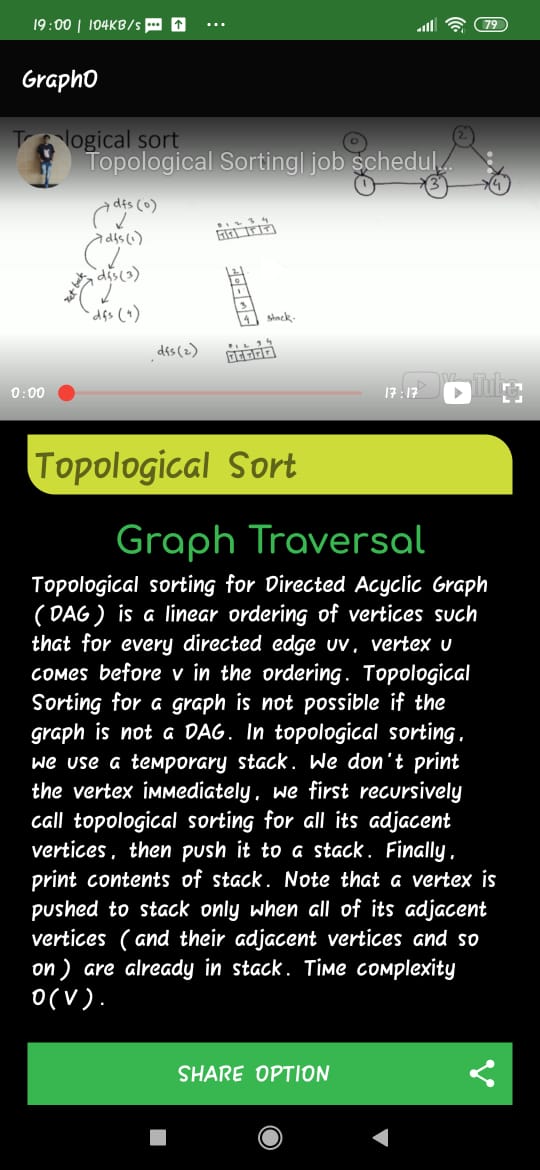 19:00 | 104KB/s ... 79
GraphO
Topological sort
Topological Sorting| job schedul...
dfs(0)
dfs(1)
dfs(3)
dfs(4)
dfs(2)
0 1 2 3 4
2
0
1
3
4
stack.
0 1 2 3 4
T T T T T
0
2
1
3
4
0:00
17:17
YouTube
Topological Sort
Graph Traversal
Topological sorting for Directed Acyclic Graph
(DAG) is a linear ordering of vertices such
that for every directed edge uv, vertex u
comes before v in the ordering. Topological
Sorting for a graph is not possible if the
graph is not a DAG. In topological sorting,
we use a temporary stack. We don't print
the vertex immediately, we first recursively
call topological sorting for all its adjacent
vertices, then push it to a stack. Finally,
print contents of stack. Note that a vertex is
pushed to stack only when all of its adjacent
vertices (and their adjacent vertices and so
on) are already in stack. Time complexity
O(V).
SHARE OPTION